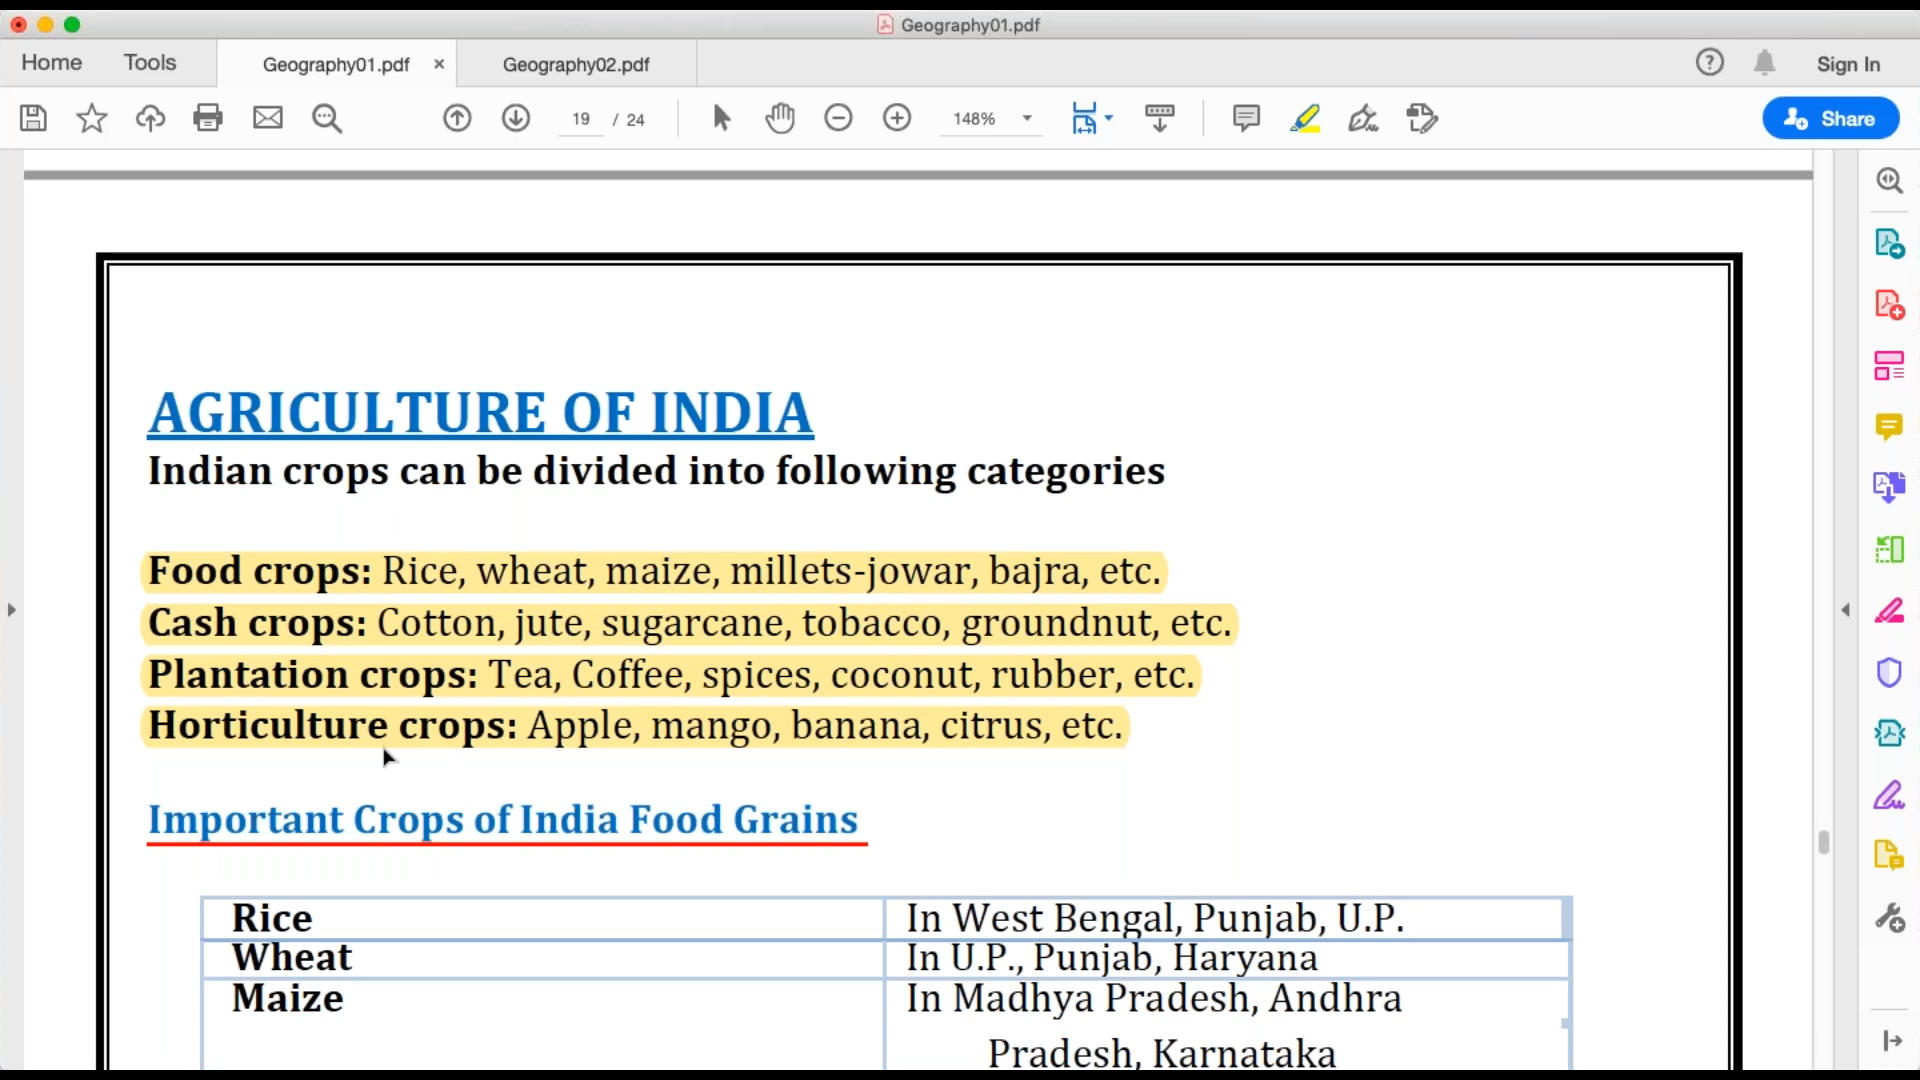 Geography01.pdf
Home Tools Geography01.pdf × Geography02.pdf Sign In
19 / 24 148% Share
AGRICULTURE OF INDIA
Indian crops can be divided into following categories
Food crops: Rice, wheat, maize, millets-jowar, bajra, etc.
Cash crops: Cotton, jute, sugarcane, tobacco, groundnut, etc.
Plantation crops: Tea, Coffee, spices, coconut, rubber, etc.
Horticulture crops: Apple, mango, banana, citrus, etc.
Important Crops of India Food Grains
Rice In West Bengal, Punjab, U.P.
Wheat In U.P., Punjab, Haryana
Maize In Madhya Pradesh, Andhra
Pradesh, Karnataka